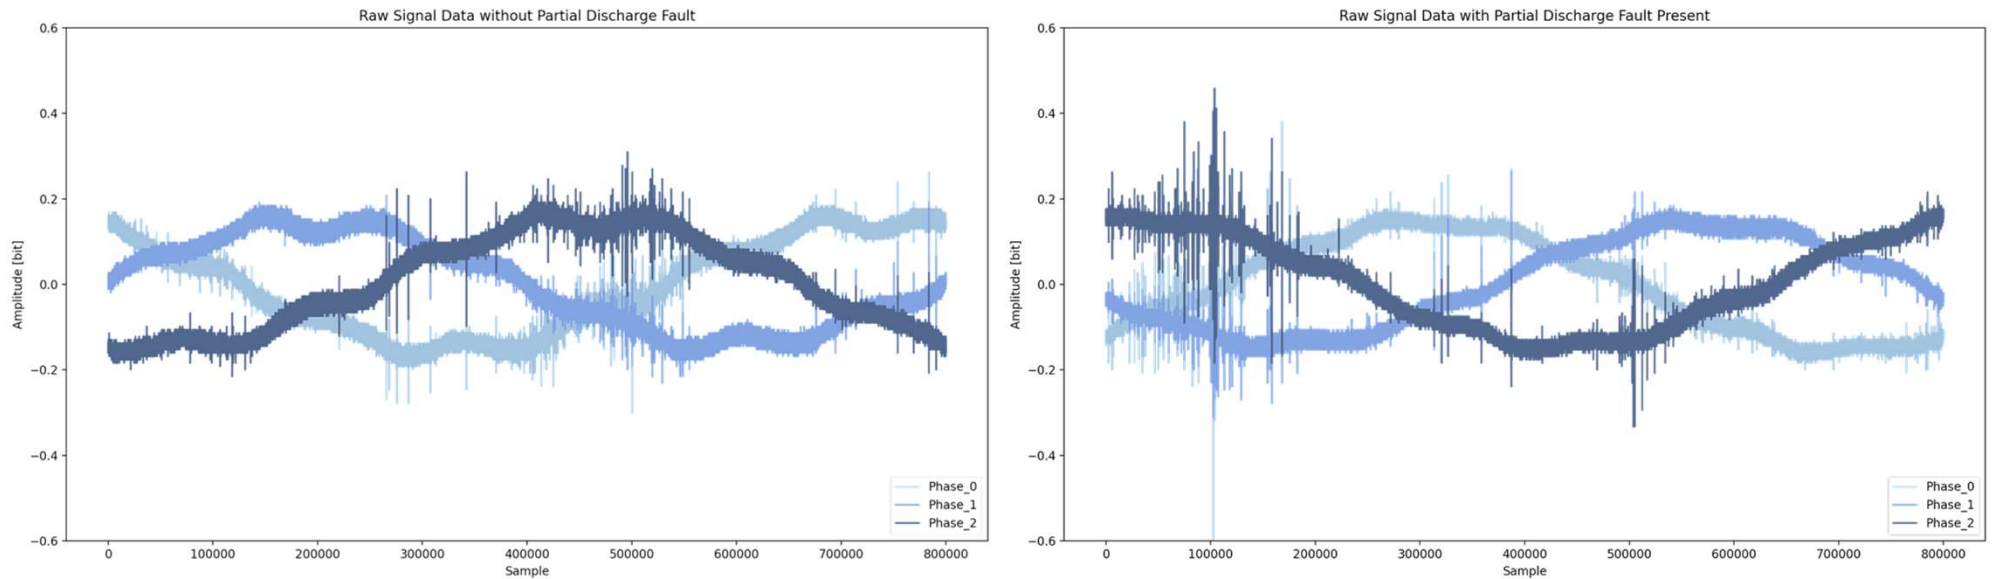 Raw Signal Data without Partial Discharge Fault
0.6
0.4
0.2
0.0
−0.2
−0.4
−0.6
Amplitude [bit]
0 100000 200000 300000 400000 500000 600000 700000 800000
Sample
Phase_0
Phase_1
Phase_2
Raw Signal Data with Partial Discharge Fault Present
0.6
0.4
0.2
0.0
−0.2
−0.4
−0.6
Amplitude [bit]
0 100000 200000 300000 400000 500000 600000 700000 800000
Sample
Phase_0
Phase_1
Phase_2